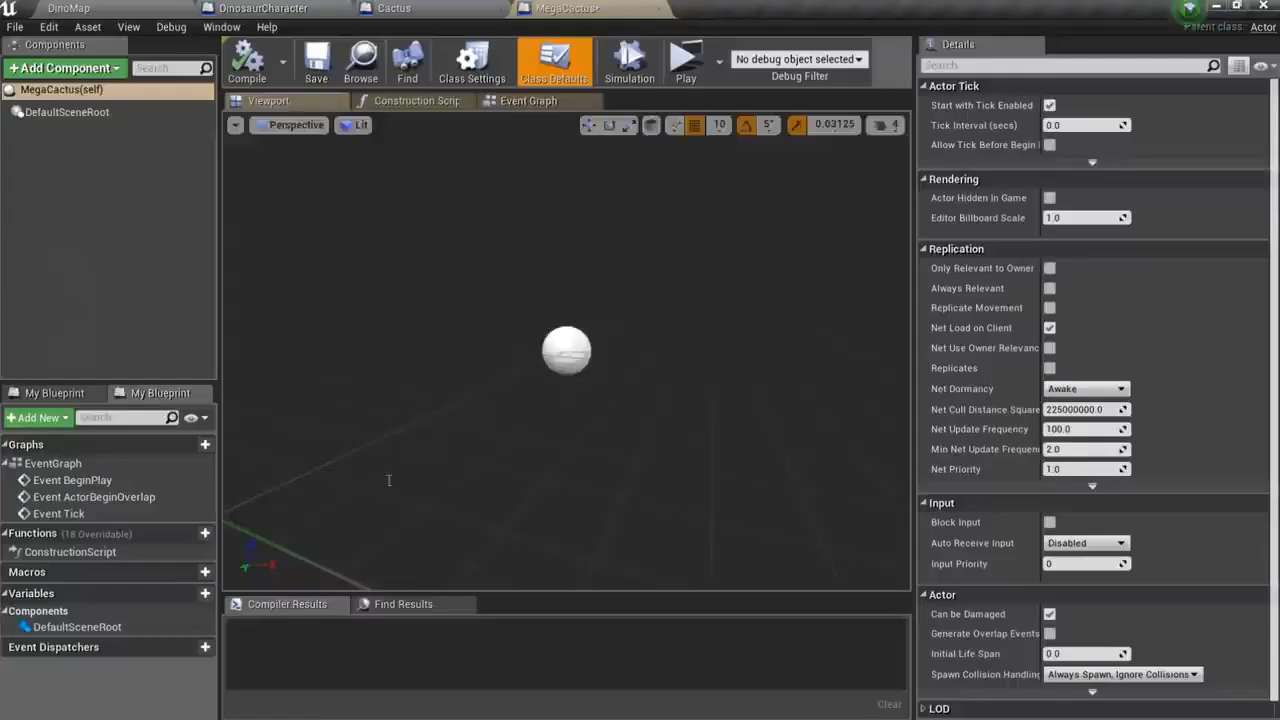 DinoMap
DinosaurCharacter
Cactus
MegaCactus*
File
Edit
Asset
View
Debug
Window
Help
Parent class:
Actor
Components
+Add Component
Search
MegaCactus(self)
DefaultSceneRoot
Compile
Save
Browse
Find
Class Settings
Class Defaults
Simulation
Play
No debug object selected
Debug Filter
Viewport
Construction Scrip
Event Graph
Perspective
Lit
10
5°
0.03125
4
My Blueprint
My Blueprint
+Add New
Search
Graphs
EventGraph
Event BeginPlay
Event ActorBeginOverlap
Event Tick
Functions (18 Overridable)
ConstructionScript
Macros
Variables
Components
DefaultSceneRoot
Event Dispatchers
Compiler Results
Find Results
Clear
Details
Search
Actor Tick
Start with Tick Enabled
Tick Interval (secs)
0.0
Allow Tick Before Begin
Rendering
Actor Hidden In Game
Editor Billboard Scale
1.0
Replication
Only Relevant to Owner
Always Relevant
Replicate Movement
Net Load on Client
Net Use Owner Relevanc
Replicates
Net Dormancy
Awake
Net Cull Distance Square
225000000.0
Net Update Frequency
100.0
Min Net Update Frequen
2.0
Net Priority
1.0
Input
Block Input
Auto Receive Input
Disabled
Input Priority
0
Actor
Can be Damaged
Generate Overlap Events
Initial Life Span
0.0
Spawn Collision Handling
Always Spawn, Ignore Collisions
LOD